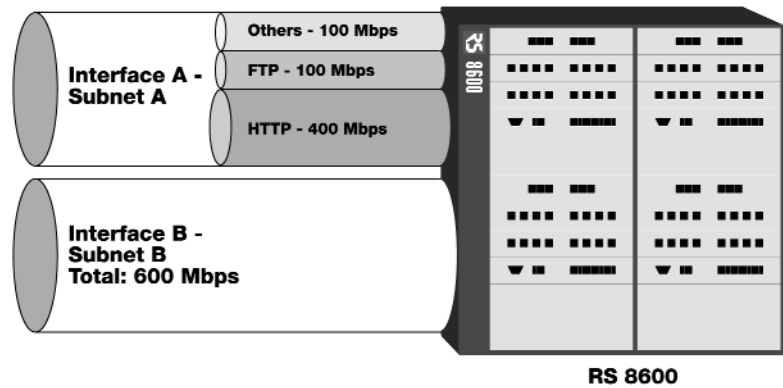 Others - 100 Mbps
FTP - 100 Mbps
HTTP - 400 Mbps
Interface A -
Subnet A
Interface B -
Subnet B
Total: 600 Mbps
RS 8600
RS 8600